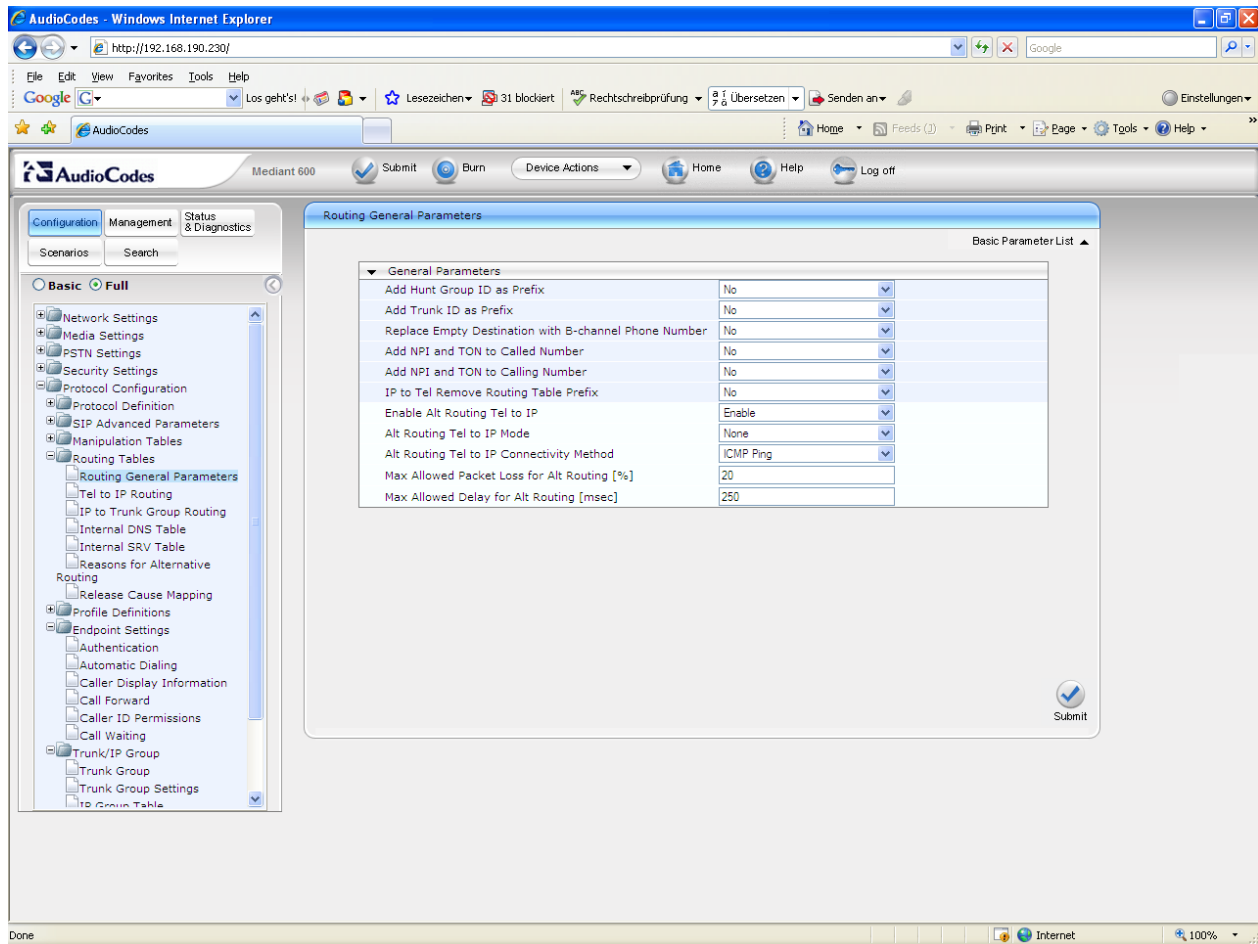 AudioCodes - Windows Internet Explorer
http://192.168.190.230/
Google
File Edit View Favorites Tools Help
Google G Los geht's! 31 blockiert ABC Rechtschreibprüfung Übersetzen Senden an Einstellungen
AudioCodes
Home Feeds (J) Print Page Tools Help »
AudioCodes Mediant 600 Submit Burn Device Actions Home Help Log off
Configuration Management Status & Diagnostics
Scenarios Search
Basic Full
Network Settings
Media Settings
PSTN Settings
Security Settings
Protocol Configuration
Protocol Definition
SIP Advanced Parameters
Manipulation Tables
Routing Tables
Routing General Parameters
Tel to IP Routing
IP to Trunk Group Routing
Internal DNS Table
Internal SRV Table
Reasons for Alternative
Routing
Release Cause Mapping
Profile Definitions
Endpoint Settings
Authentication
Automatic Dialing
Caller Display Information
Call Forward
Caller ID Permissions
Call Waiting
Trunk/IP Group
Trunk Group
Trunk Group Settings
IP Group Table
Routing General Parameters
Basic Parameter List
General Parameters
Add Hunt Group ID as Prefix No
Add Trunk ID as Prefix No
Replace Empty Destination with B-channel Phone Number No
Add NPI and TON to Called Number No
Add NPI and TON to Calling Number No
IP to Tel Remove Routing Table Prefix No
Enable Alt Routing Tel to IP Enable
Alt Routing Tel to IP Mode None
Alt Routing Tel to IP Connectivity Method ICMP Ping
Max Allowed Packet Loss for Alt Routing [%] 20
Max Allowed Delay for Alt Routing [msec] 250
Submit
Done Internet 100%